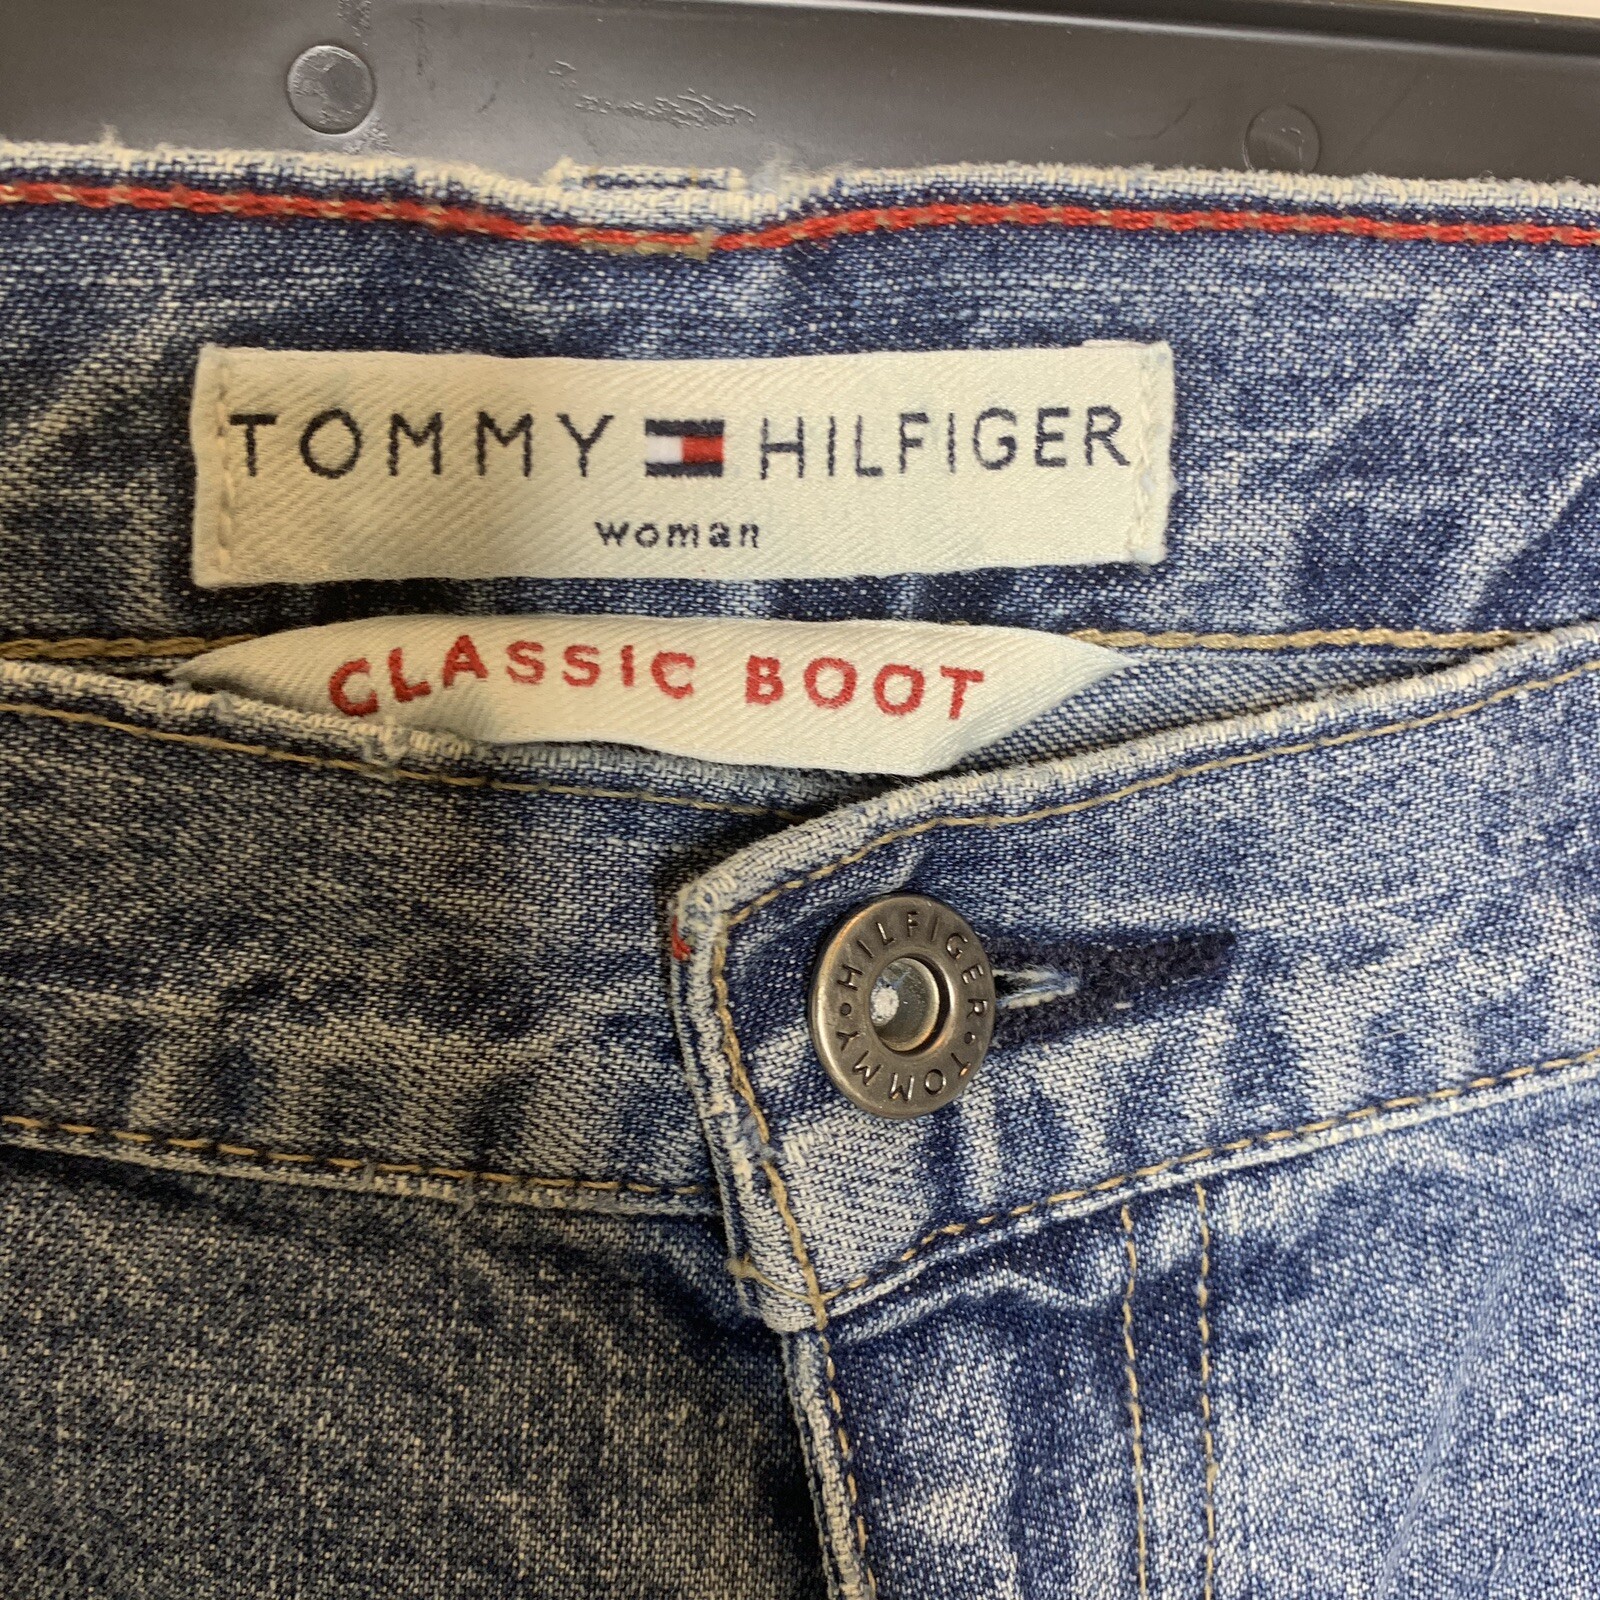 TOMMY HILFIGER
woman
CLASSIC BOOT
TOMMY • HILFIGER •